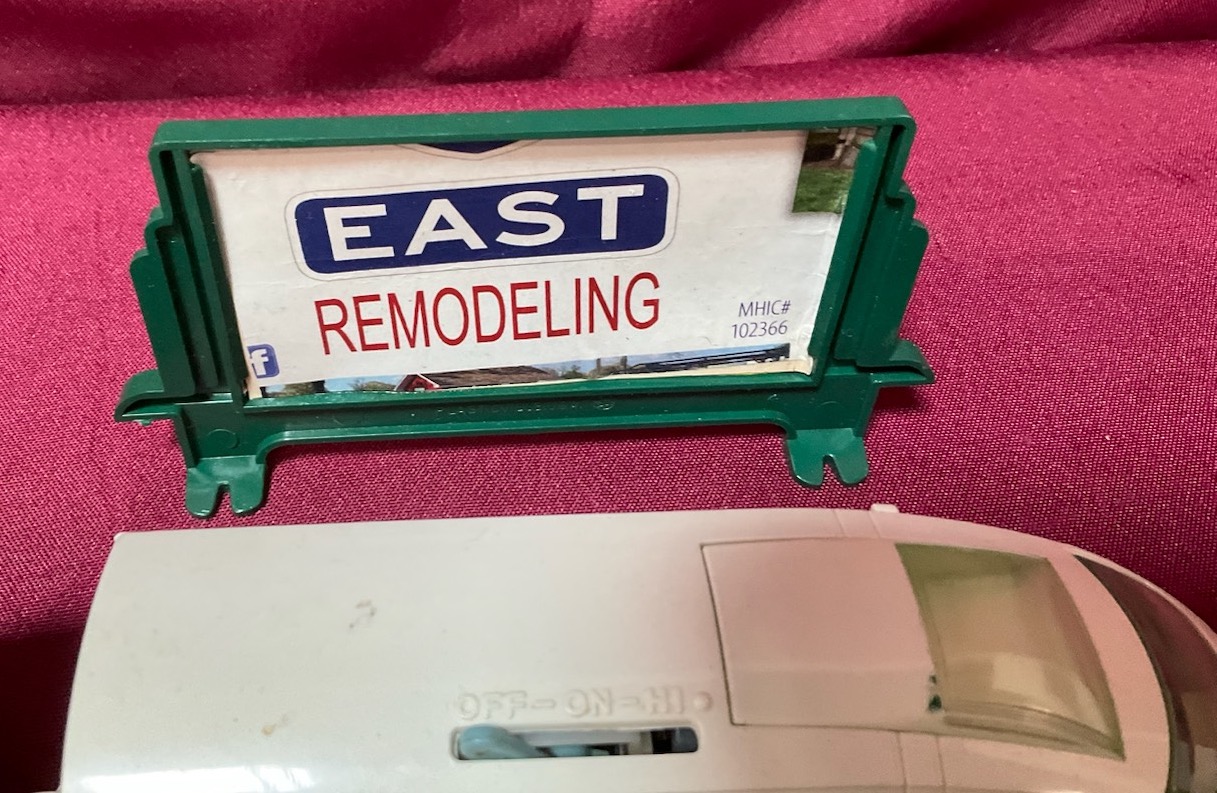 EAST
REMODELING
MHIC#
102366
f
OFF-ON-HI